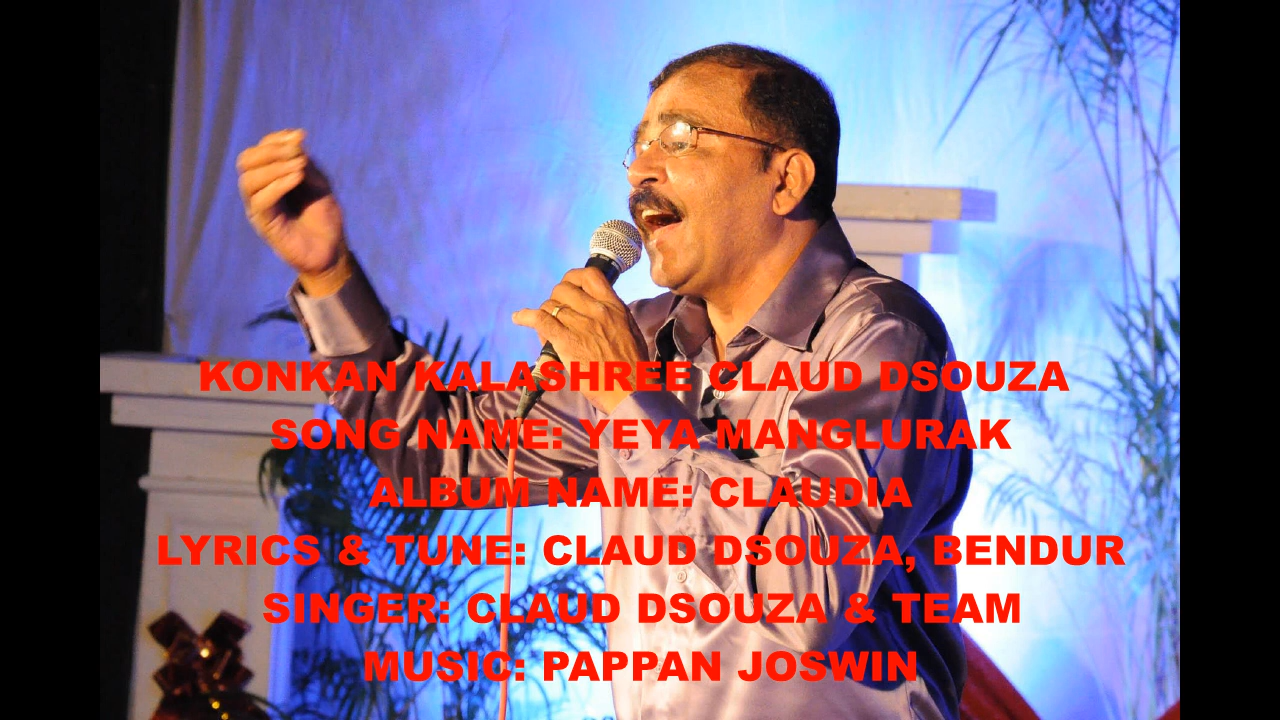 KONKAN KALASHREE CLAUD DSOUZA
SONG NAME: YEYA MANGLURAK
ALBUM NAME: CLAUDIA
LYRICS & TUNE: CLAUD DSOUZA, BENDUR
SINGER: CLAUD DSOUZA & TEAM
MUSIC: PAPPAN JOSWIN